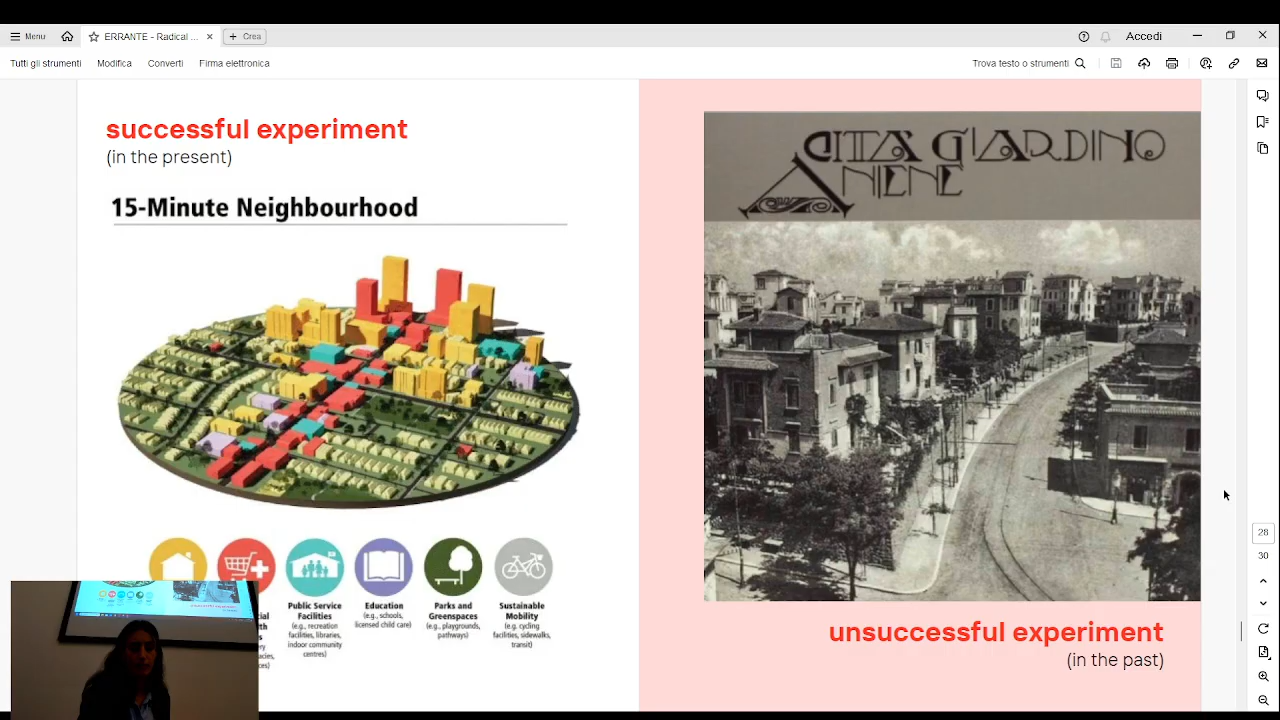 Menu
ERRANTE - Radical ...
Crea
Accedi
Tutti gli strumenti
Modifica
Converti
Firma elettronica
Trova testo o strumenti
successful experiment
(in the present)
15-Minute Neighbourhood
CITTÀ GIARDINO
ANIENE
Public Service
Facilities
(e.g., recreation
facilities, libraries,
indoor community
centres)
Education
(e.g., schools,
licensed child care)
Parks and
Greenspaces
(e.g., playgrounds,
pathways)
Sustainable
Mobility
(e.g. cycling
facilities, sidewalks,
transit)
unsuccessful experiment
(in the past)
28
30